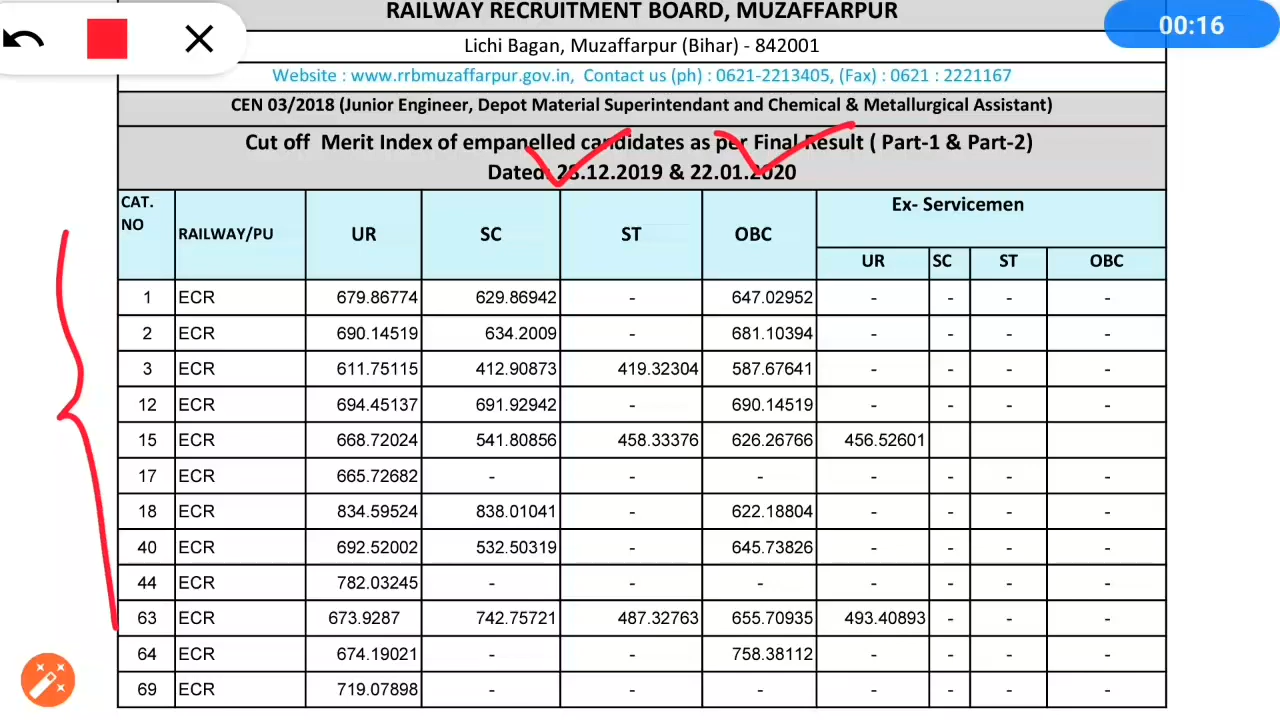 RAILWAY RECRUITMENT BOARD, MUZAFFARPUR
00:16
Lichi Bagan, Muzaffarpur (Bihar) - 842001
Website : www.rrbmuzaffarpur.gov.in, Contact us (ph) : 0621-2213405, (Fax) : 0621 : 2221167
CEN 03/2018 (Junior Engineer, Depot Material Superintendant and Chemical & Metallurgical Assistant)
Cut off Merit Index of empanelled candidates as per Final Result ( Part-1 & Part-2)
Dated: 28.12.2019 & 22.01.2020
CAT. NO RAILWAY/PU UR SC ST OBC Ex- Servicemen
UR SC ST OBC
1 ECR 679.86774 629.86942 - 647.02952 - - - -
2 ECR 690.14519 634.2009 - 681.10394 - - - -
3 ECR 611.75115 412.90873 419.32304 587.67641 - - - -
12 ECR 694.45137 691.92942 - 690.14519 - - - -
15 ECR 668.72024 541.80856 458.33376 626.26766 456.52601
17 ECR 665.72682 - - - - - - -
18 ECR 834.59524 838.01041 - 622.18804 - - - -
40 ECR 692.52002 532.50319 - 645.73826 - - - -
44 ECR 782.03245 - - - - - - -
63 ECR 673.9287 742.75721 487.32763 655.70935 493.40893 - - -
64 ECR 674.19021 - - 758.38112 - - - -
69 ECR 719.07898 - - - - - - -